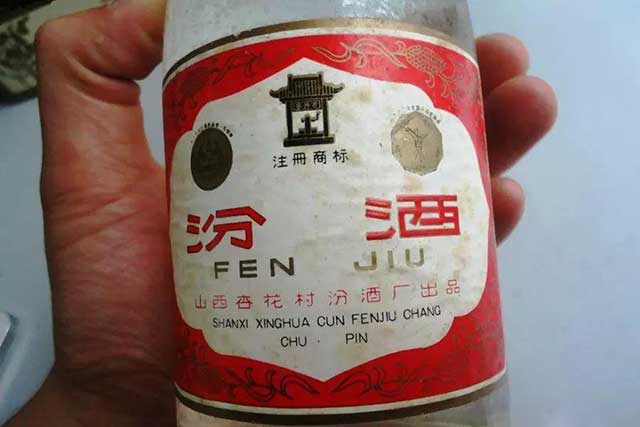 注册商标
汾酒
FEN JIU
山西杏花村汾酒厂出品
SHANXI XINGHUA CUN FENJIU CHANG
CHU · PIN